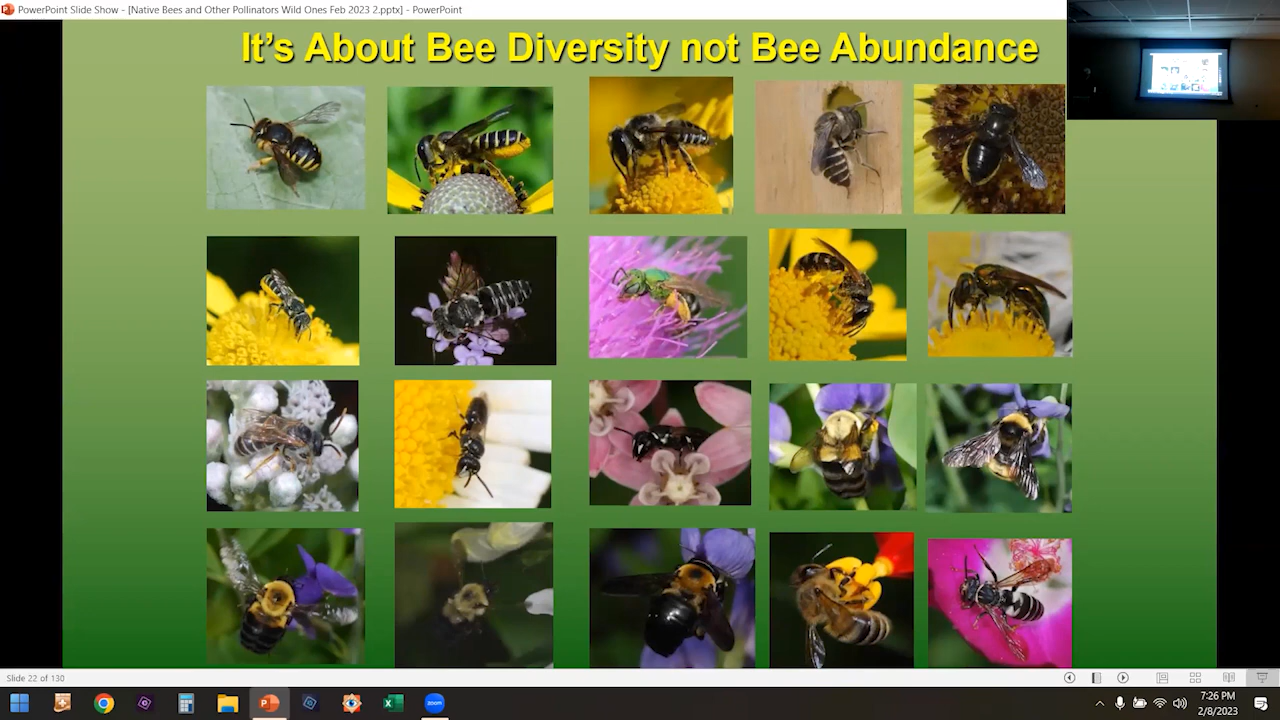 PowerPoint Slide Show - [Native Bees and Other Pollinators Wild Ones Feb 2023 2.pptx] - PowerPoint
It's About Bee Diversity not Bee Abundance
Slide 22 of 130
zoom
7:26 PM
2/8/2023